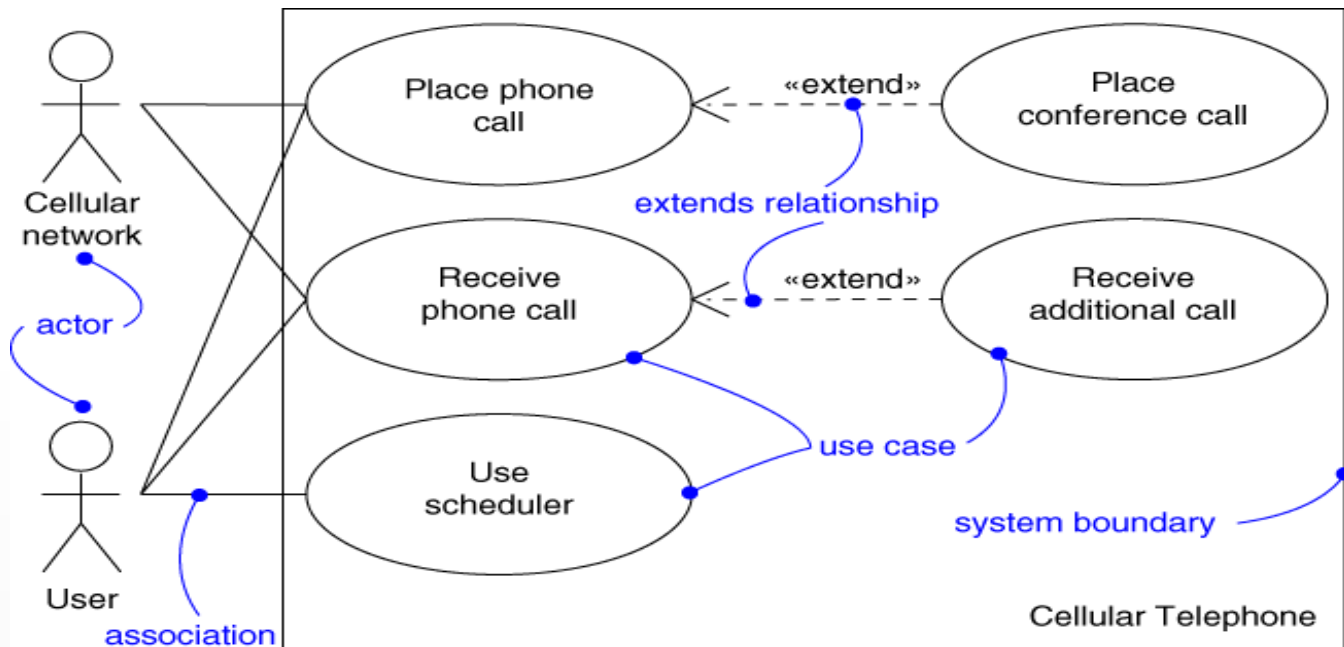 Place phone
call
«extend»
Place
conference call
Cellular
network
extends relationship
Receive
phone call
«extend»
Receive
additional call
actor
Use
scheduler
use case
system boundary
User
association
Cellular Telephone